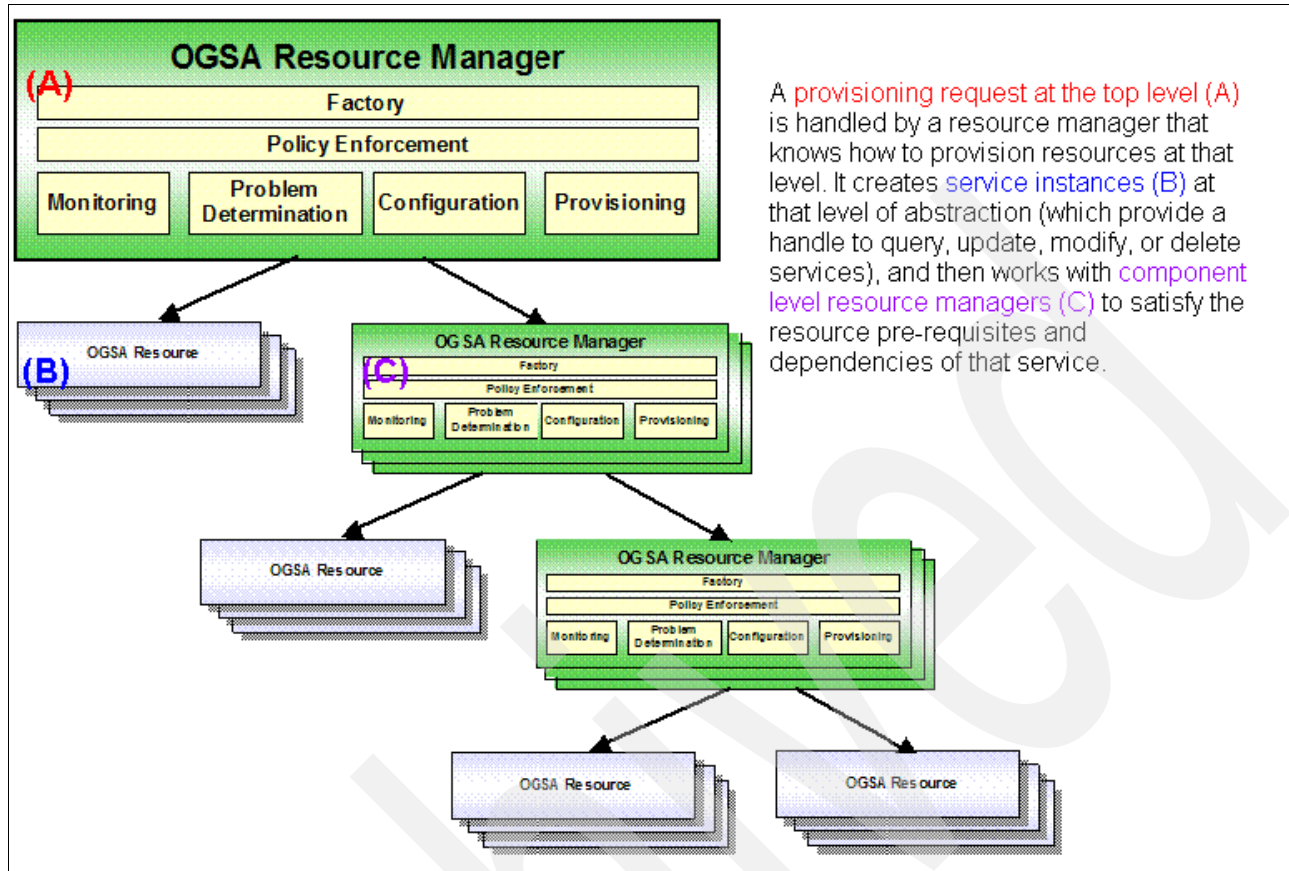 OGSA Resource Manager
(A)
Factory
Policy Enforcement
Monitoring
Problem
Determination
Configuration
Provisioning
A provisioning request at the top level (A)
is handled by a resource manager that
knows how to provision resources at that
level. It creates service instances (B) at
that level of abstraction (which provide a
handle to query, update, modify, or delete
services), and then works with component
level resource managers (C) to satisfy the
resource pre-requisites and
dependencies of that service.
OGSA Resource
(B)
OGSA Resource Manager
(C)
Factory
Policy Enforcement
Monitoring
Problem
Determination
Configuration
Provisioning
OGSA Resource
OGSA Resource Manager
Factory
Policy Enforcement
Monitoring
Problem
Determination
Configuration
Provisioning
OGSA Resource
OGSA Resource